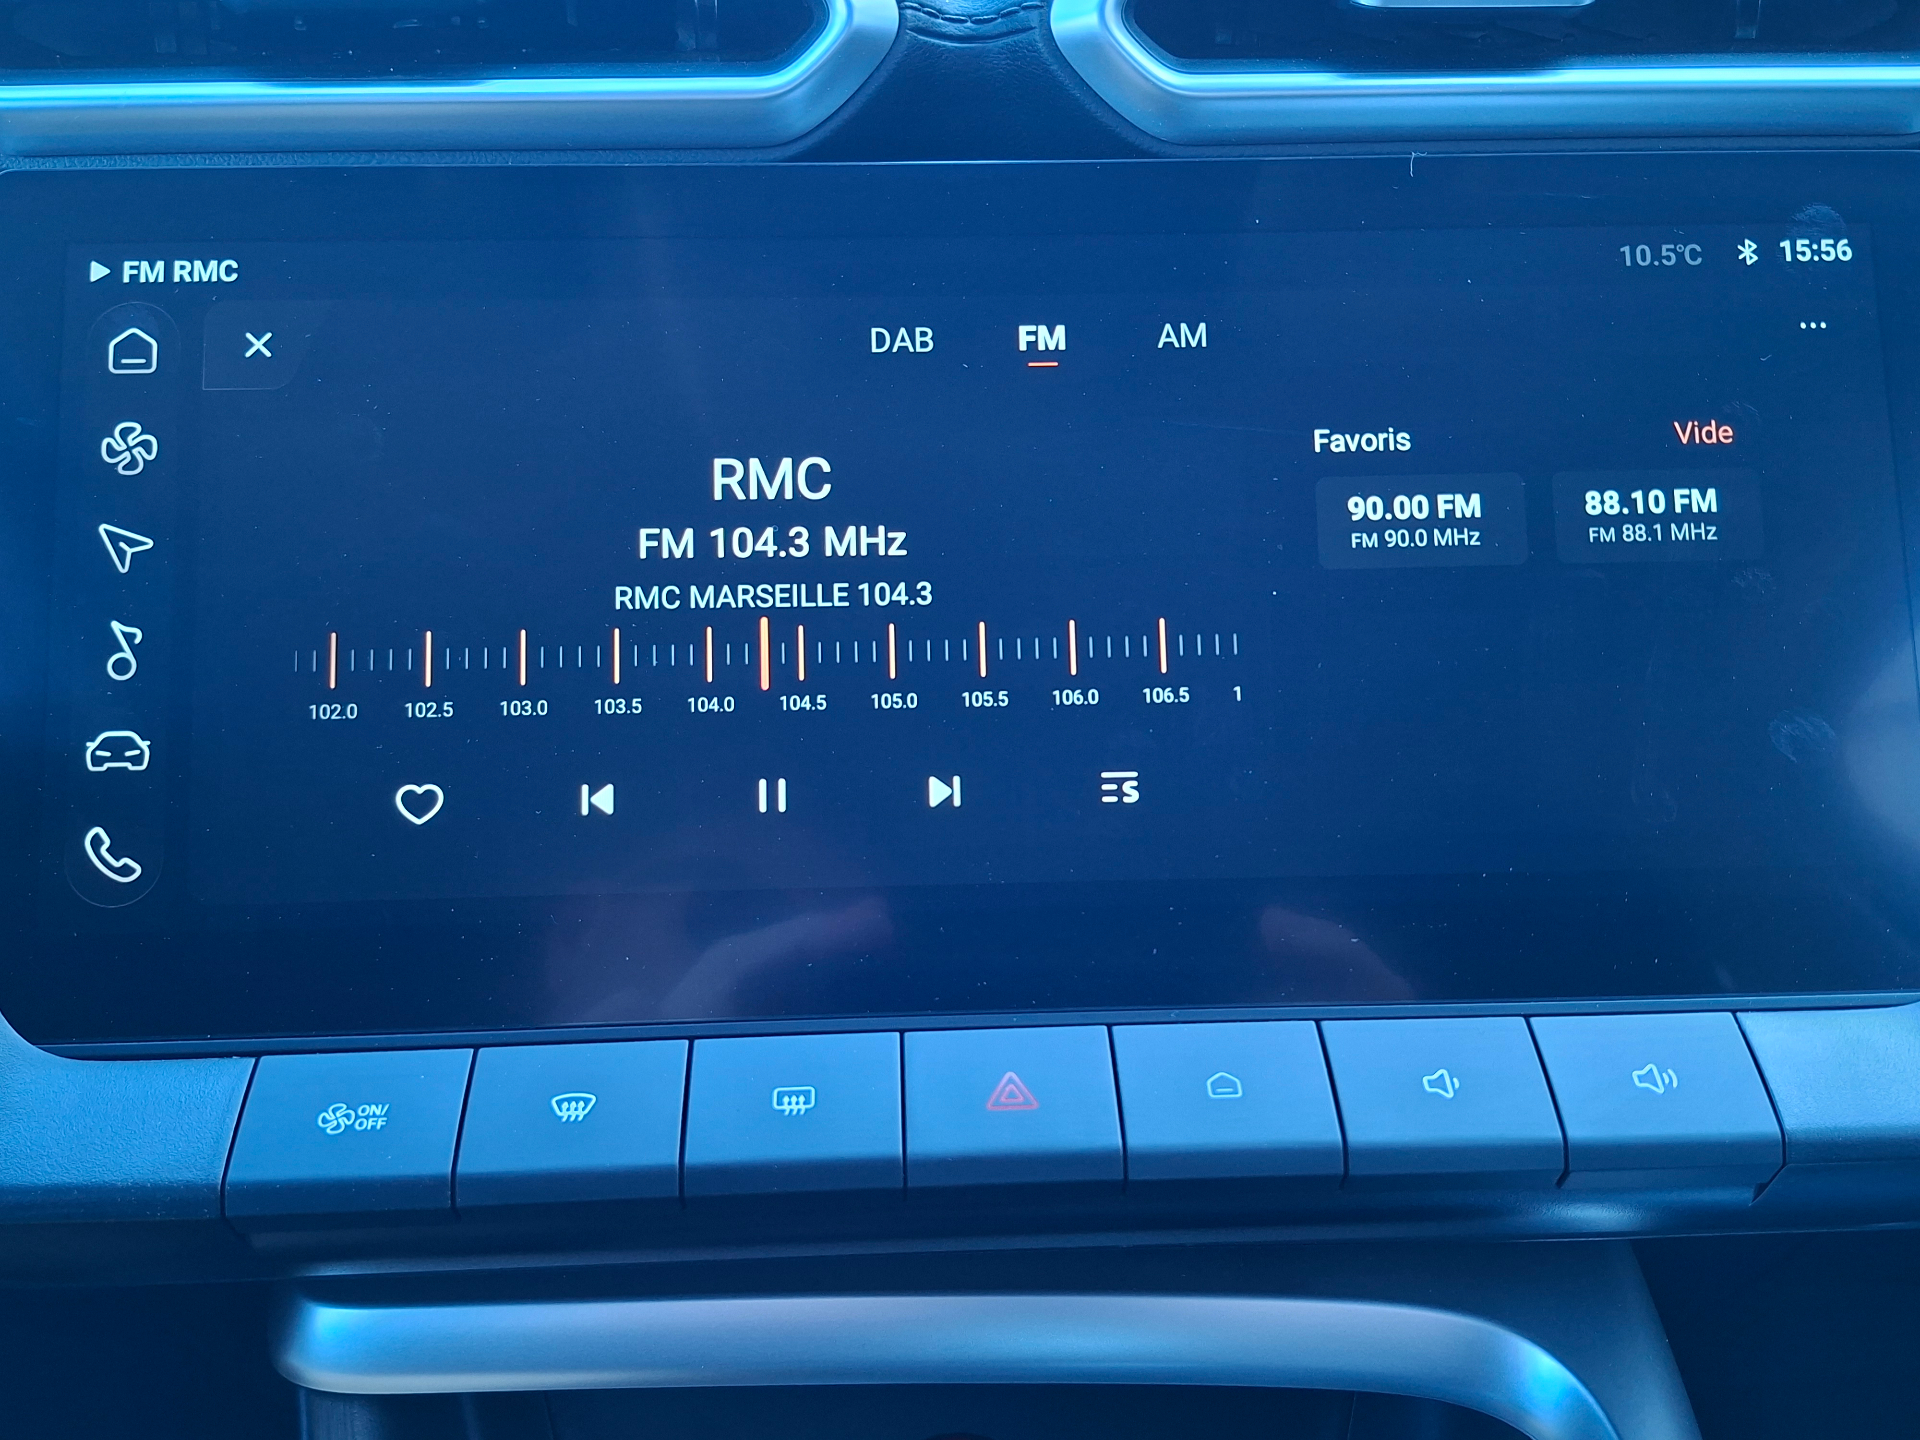 FM RMC
10.5°C
15:56
DAB
FM
AM
Favoris
Vide
RMC
FM 104.3 MHz
RMC MARSEILLE 104.3
90.00 FM
FM 90.0 MHz
88.10 FM
FM 88.1 MHz
102.0 102.5 103.0 103.5 104.0 104.5 105.0 105.5 106.0 106.5 1
ON/
OFF